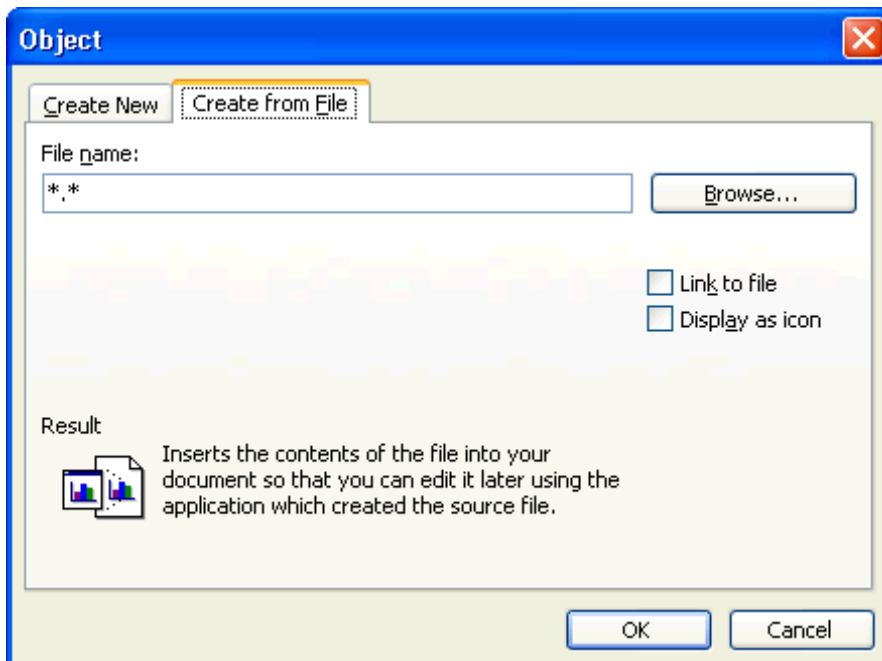 Object
Create New
Create from File
File name:
*.*
Browse...
Link to file
Display as icon
Result
Inserts the contents of the file into your
document so that you can edit it later using the
application which created the source file.
OK
Cancel